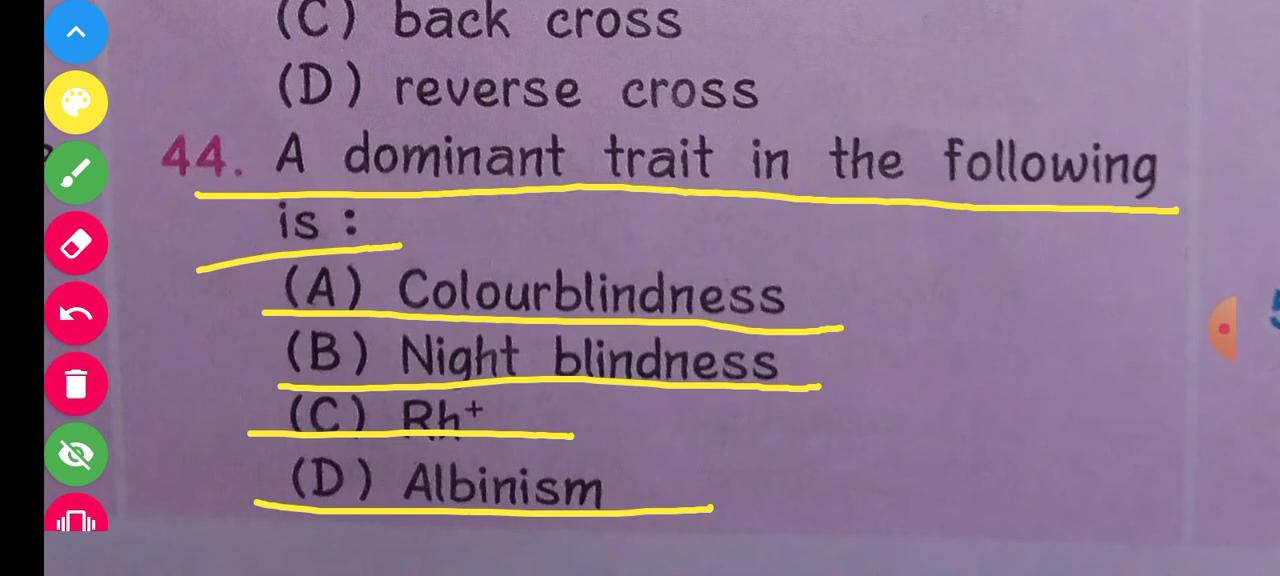 (C) back cross
(D) reverse cross
44. A dominant trait in the following
is :
(A) Colourblindness
(B) Night blindness
(C) Rh⁺
(D) Albinism